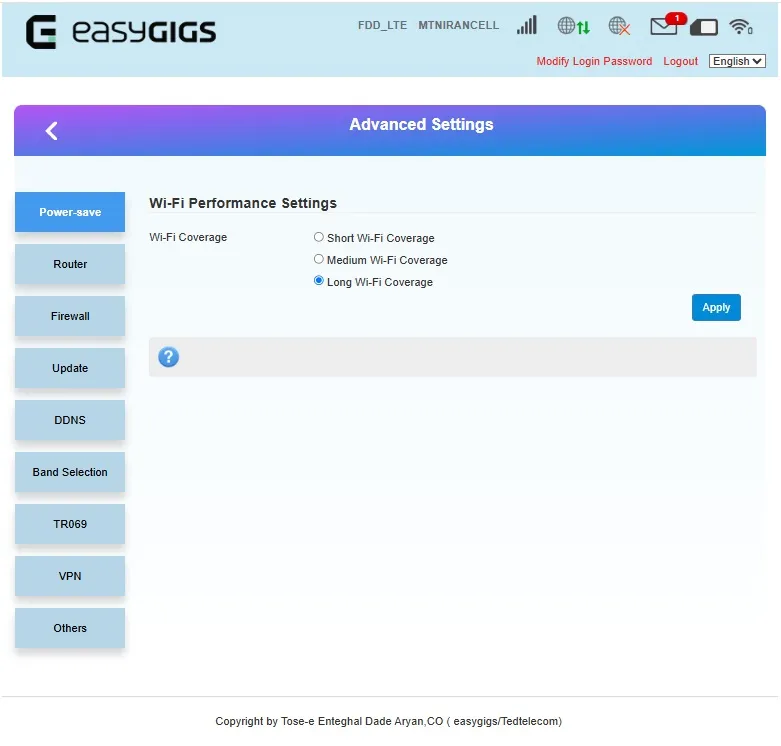 easyGIGS
FDD_LTE MTNIRANCELL 1 0
Modify Login Password Logout English
Advanced Settings
Power-save
Router
Firewall
Update
DDNS
Band Selection
TR069
VPN
Others
Wi-Fi Performance Settings
Wi-Fi Coverage
Short Wi-Fi Coverage
Medium Wi-Fi Coverage
Long Wi-Fi Coverage
Apply
?
Copyright by Tose-e Enteghal Dade Aryan,CO ( easygigs/Tedtelecom)